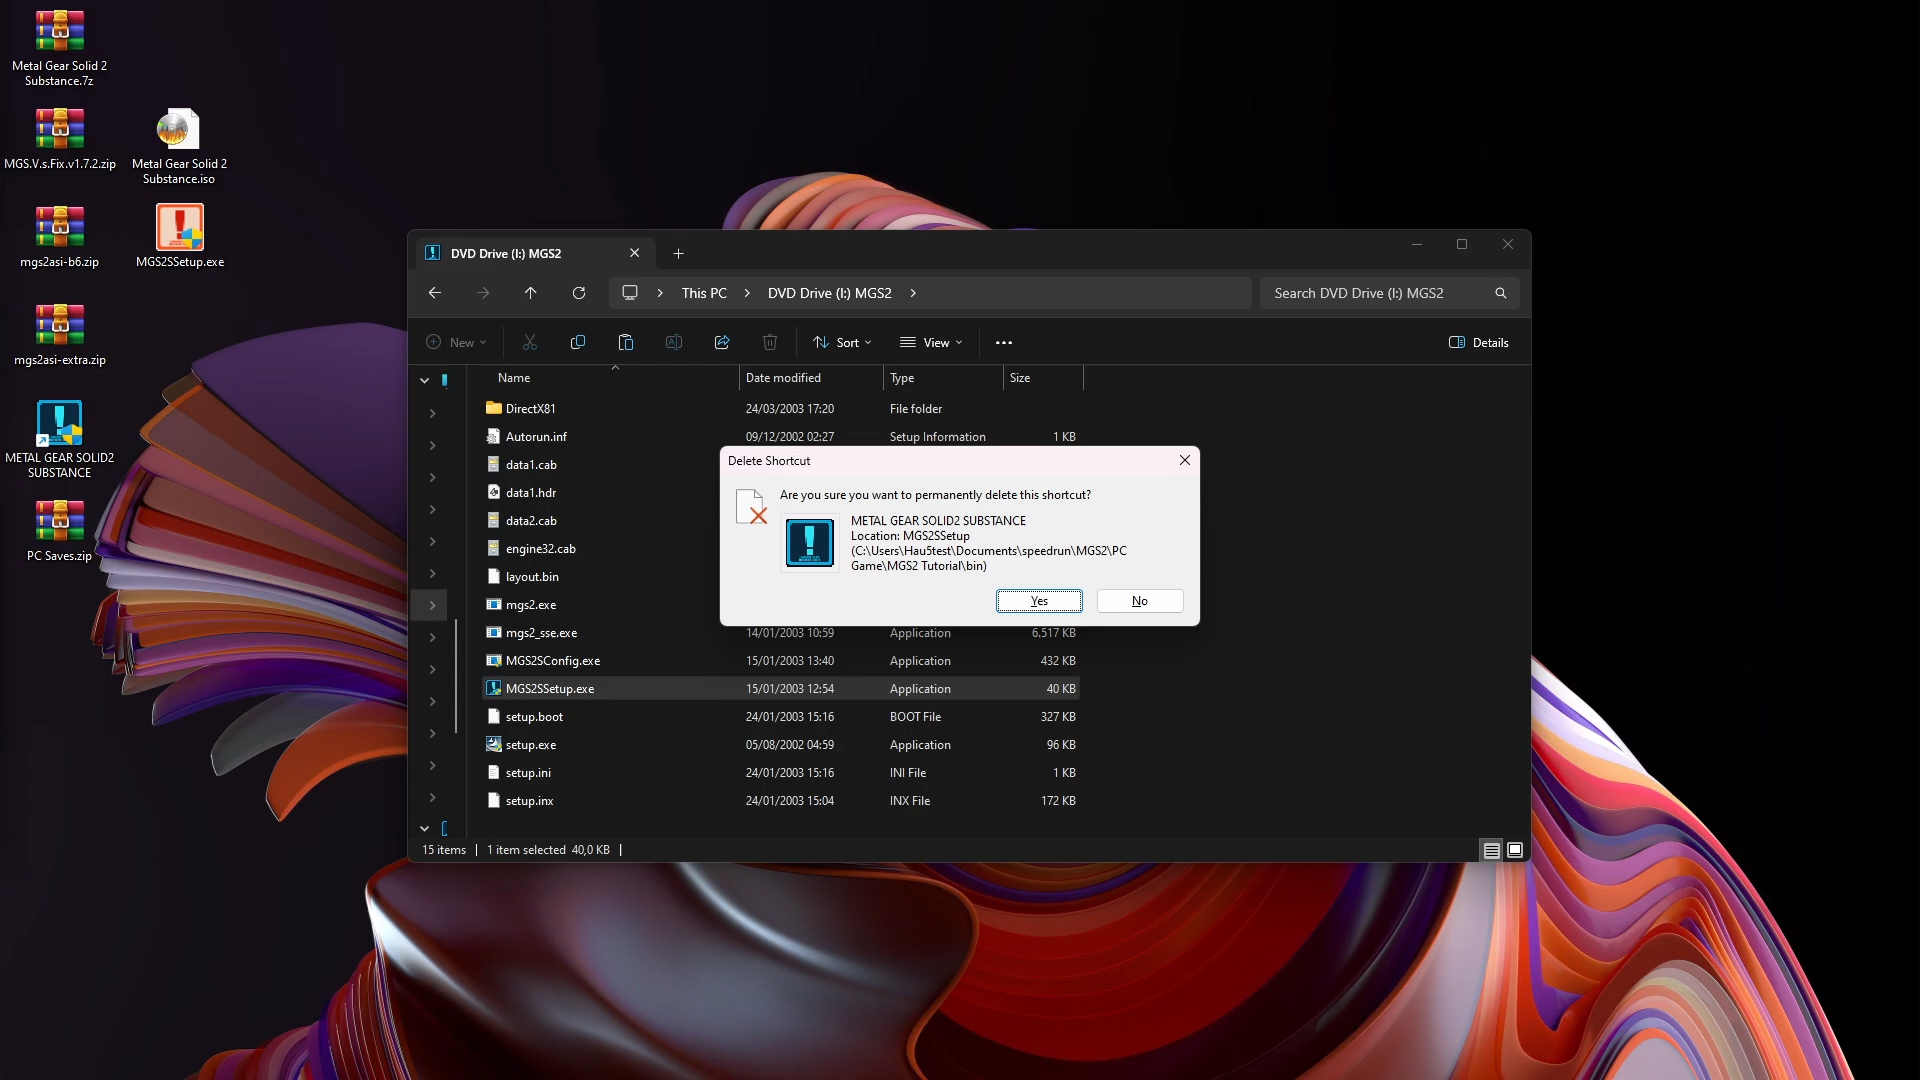 Metal Gear Solid 2
Substance.7z
MGS.V.s.Fix.v1.7.2.zip
Metal Gear Solid 2
Substance.iso
mgs2asi-b6.zip
MGS2SSetup.exe
mgs2asi-extra.zip
METAL GEAR SOLID2
SUBSTANCE
PC Saves.zip
DVD Drive (I:) MGS2
This PC
DVD Drive (I:) MGS2
Search DVD Drive (I:) MGS2
New
Sort
View
Details
Name Date modified Type Size
DirectX81 24/03/2003 17:20 File folder
Autorun.inf 09/12/2002 02:27 Setup Information 1 KB
data1.cab
data1.hdr
data2.cab
engine32.cab
layout.bin
mgs2.exe
mgs2_sse.exe 14/01/2003 10:59 Application 6.517 KB
MGS2SConfig.exe 15/01/2003 13:40 Application 432 KB
MGS2SSetup.exe 15/01/2003 12:54 Application 40 KB
setup.boot 24/01/2003 15:16 BOOT File 327 KB
setup.exe 05/08/2002 04:59 Application 96 KB
setup.ini 24/01/2003 15:16 INI File 1 KB
setup.inx 24/01/2003 15:04 INX File 172 KB
15 items 1 item selected 40,0 KB
Delete Shortcut
Are you sure you want to permanently delete this shortcut?
METAL GEAR SOLID2 SUBSTANCE
Location: MGS2SSetup
(C:\Users\Hau5test\Documents\speedrun\MGS2\PC
Game\MGS2 Tutorial\bin)
Yes
No